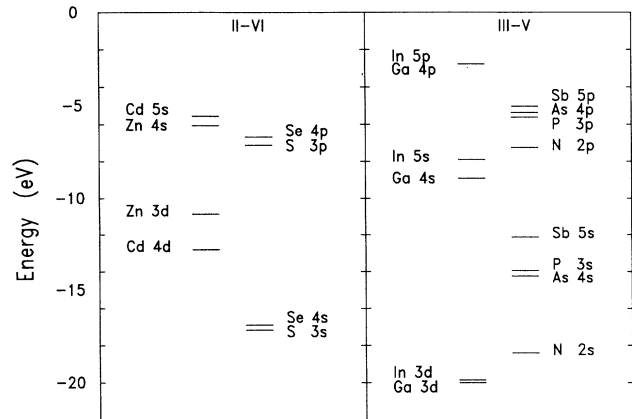 II-VI
III-V
Energy (eV)
0
-5
-10
-15
-20
Cd 5s
Zn 4s
Se 4p
S 3p
Zn 3d
Cd 4d
Se 4s
S 3s
In 5p
Ga 4p
Sb 5p
As 4p
P 3p
N 2p
In 5s
Ga 4s
Sb 5s
P 3s
As 4s
N 2s
In 3d
Ga 3d